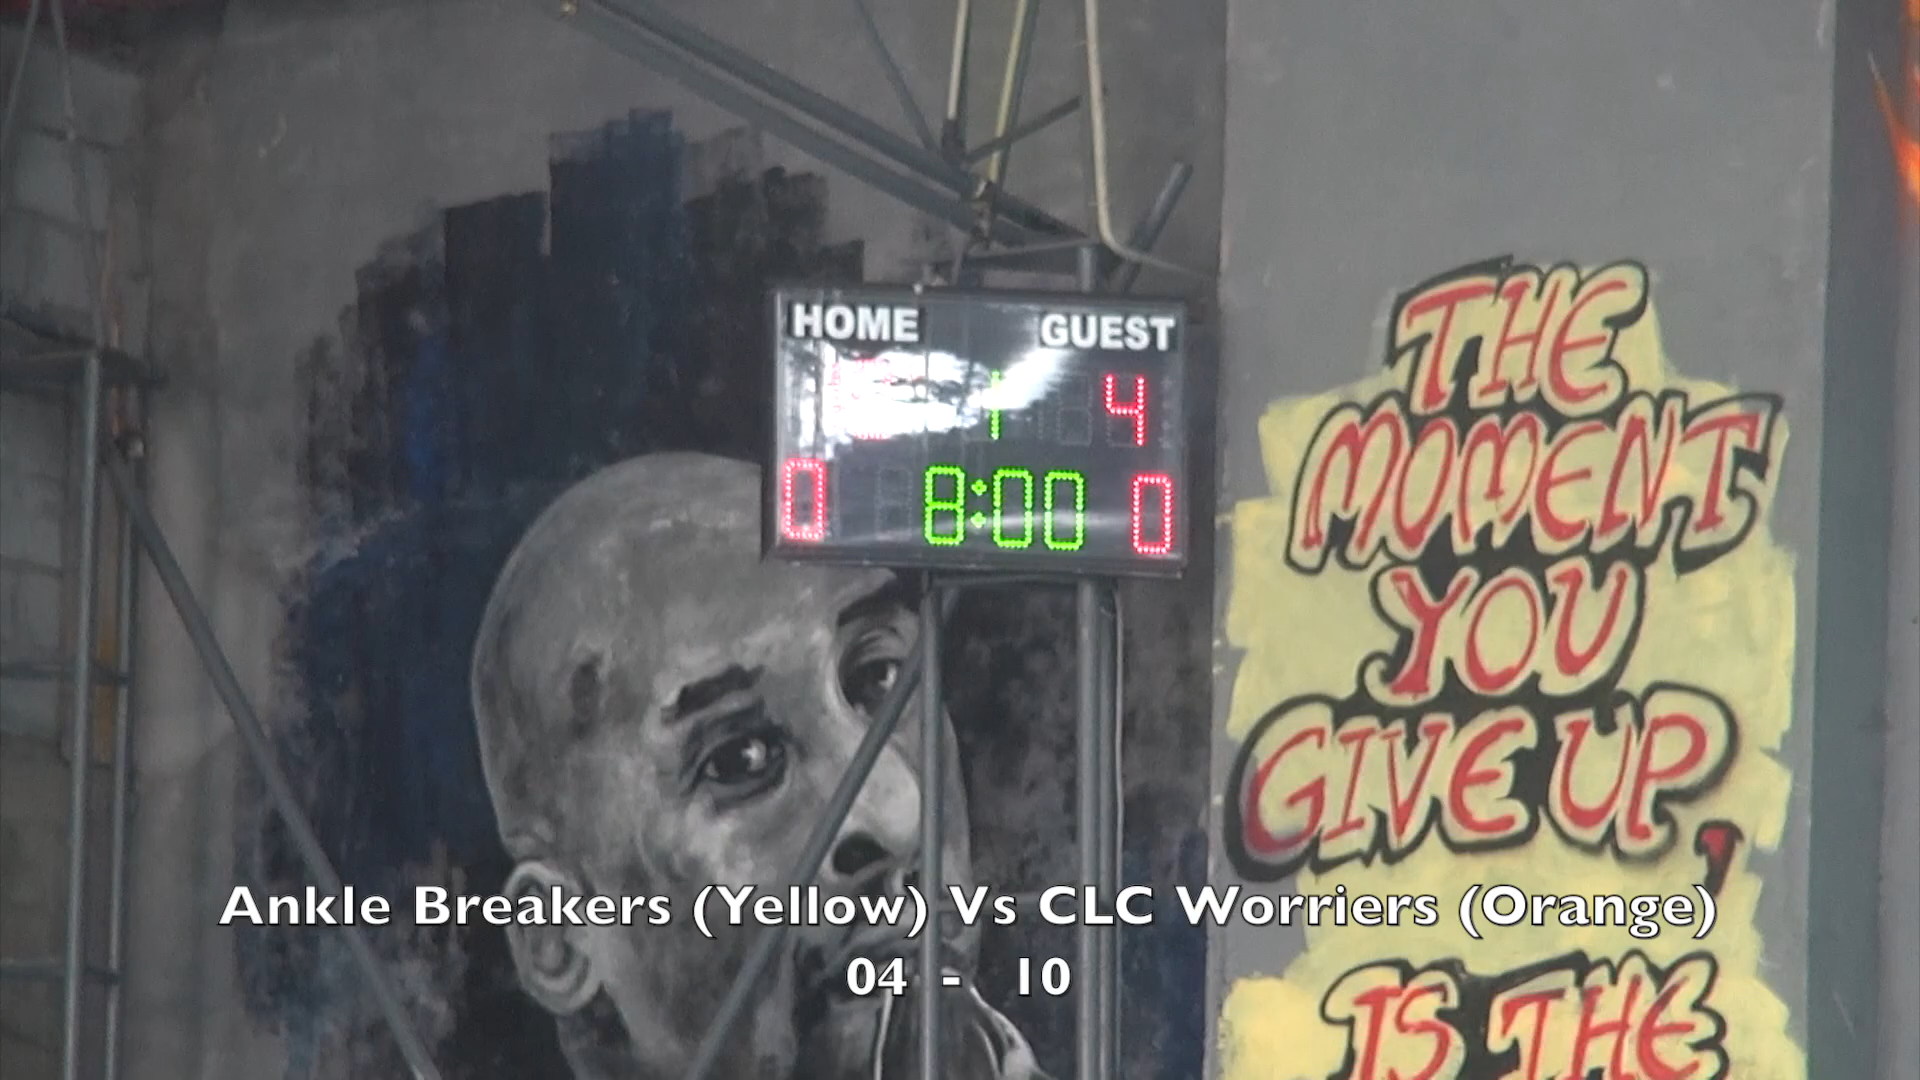 HOME GUEST
1 4
0 8:00 0
THE
MOMENT
YOU
GIVE UP,
IS THE
Ankle Breakers (Yellow) Vs CLC Worriers (Orange)
04 - 10